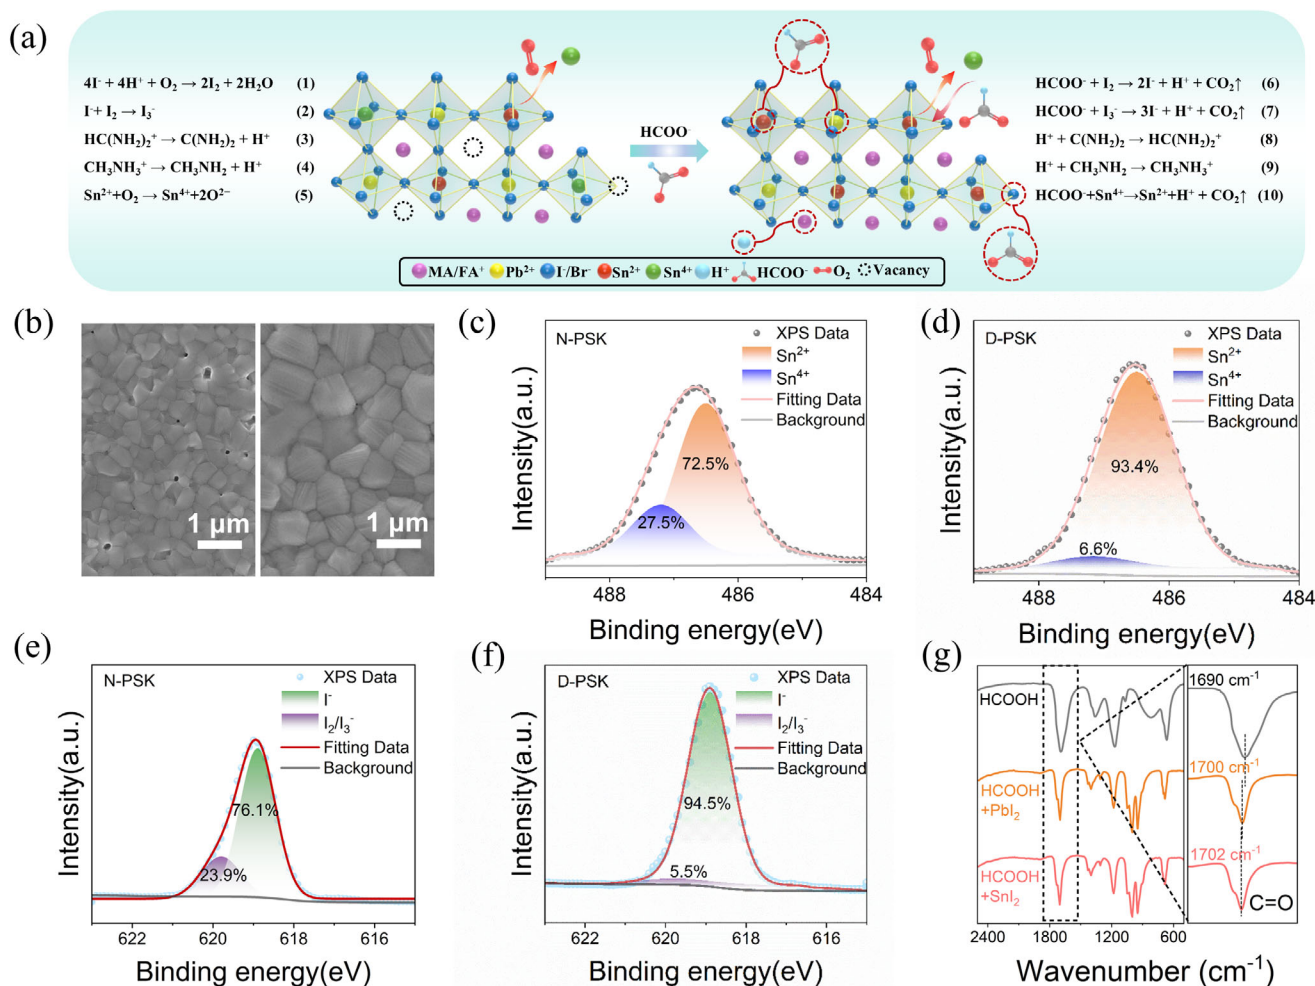 (a)
4I⁻ + 4H⁺ + O₂ → 2I₂ + 2H₂O (1)
I⁻+ I₂ → I₃⁻ (2)
HC(NH₂)₂⁺ → C(NH₂)₂ + H⁺ (3)
CH₃NH₃⁺ → CH₃NH₂ + H⁺ (4)
Sn²⁺+O₂ → Sn⁴⁺+2O²⁻ (5)
HCOO⁻
HCOO⁻ + I₂ → 2I⁻ + H⁺ + CO₂↑ (6)
HCOO⁻ + I₃⁻ → 3I⁻ + H⁺ + CO₂↑ (7)
H⁺ + C(NH₂)₂ → HC(NH₂)₂⁺ (8)
H⁺ + CH₃NH₂ → CH₃NH₃⁺ (9)
HCOO⁻+Sn⁴⁺→Sn²⁺+H⁺ + CO₂↑ (10)
MA/FA⁺ Pb²⁺ I⁻/Br⁻ Sn²⁺ Sn⁴⁺ H⁺ HCOO⁻ O₂ Vacancy
(b)
1 μm
1 μm
(c)
N-PSK
XPS Data
Sn²⁺
Sn⁴⁺
Fitting Data
Background
72.5%
27.5%
Intensity(a.u.)
488 486 484
Binding energy(eV)
(d)
D-PSK
XPS Data
Sn²⁺
Sn⁴⁺
Fitting Data
Background
93.4%
6.6%
Intensity(a.u.)
488 486 484
Binding energy(eV)
(e)
N-PSK
XPS Data
I⁻
I₂/I₃⁻
Fitting Data
Background
76.1%
23.9%
Intensity(a.u.)
622 620 618 616
Binding energy(eV)
(f)
D-PSK
XPS Data
I⁻
I₂/I₃⁻
Fitting Data
Background
94.5%
5.5%
Intensity(a.u.)
622 620 618 616
Binding energy(eV)
(g)
HCOOH
1690 cm⁻¹
HCOOH
+PbI₂
1700 cm⁻¹
HCOOH
+SnI₂
1702 cm⁻¹
C=O
2400 1800 1200 600
Wavenumber (cm⁻¹)